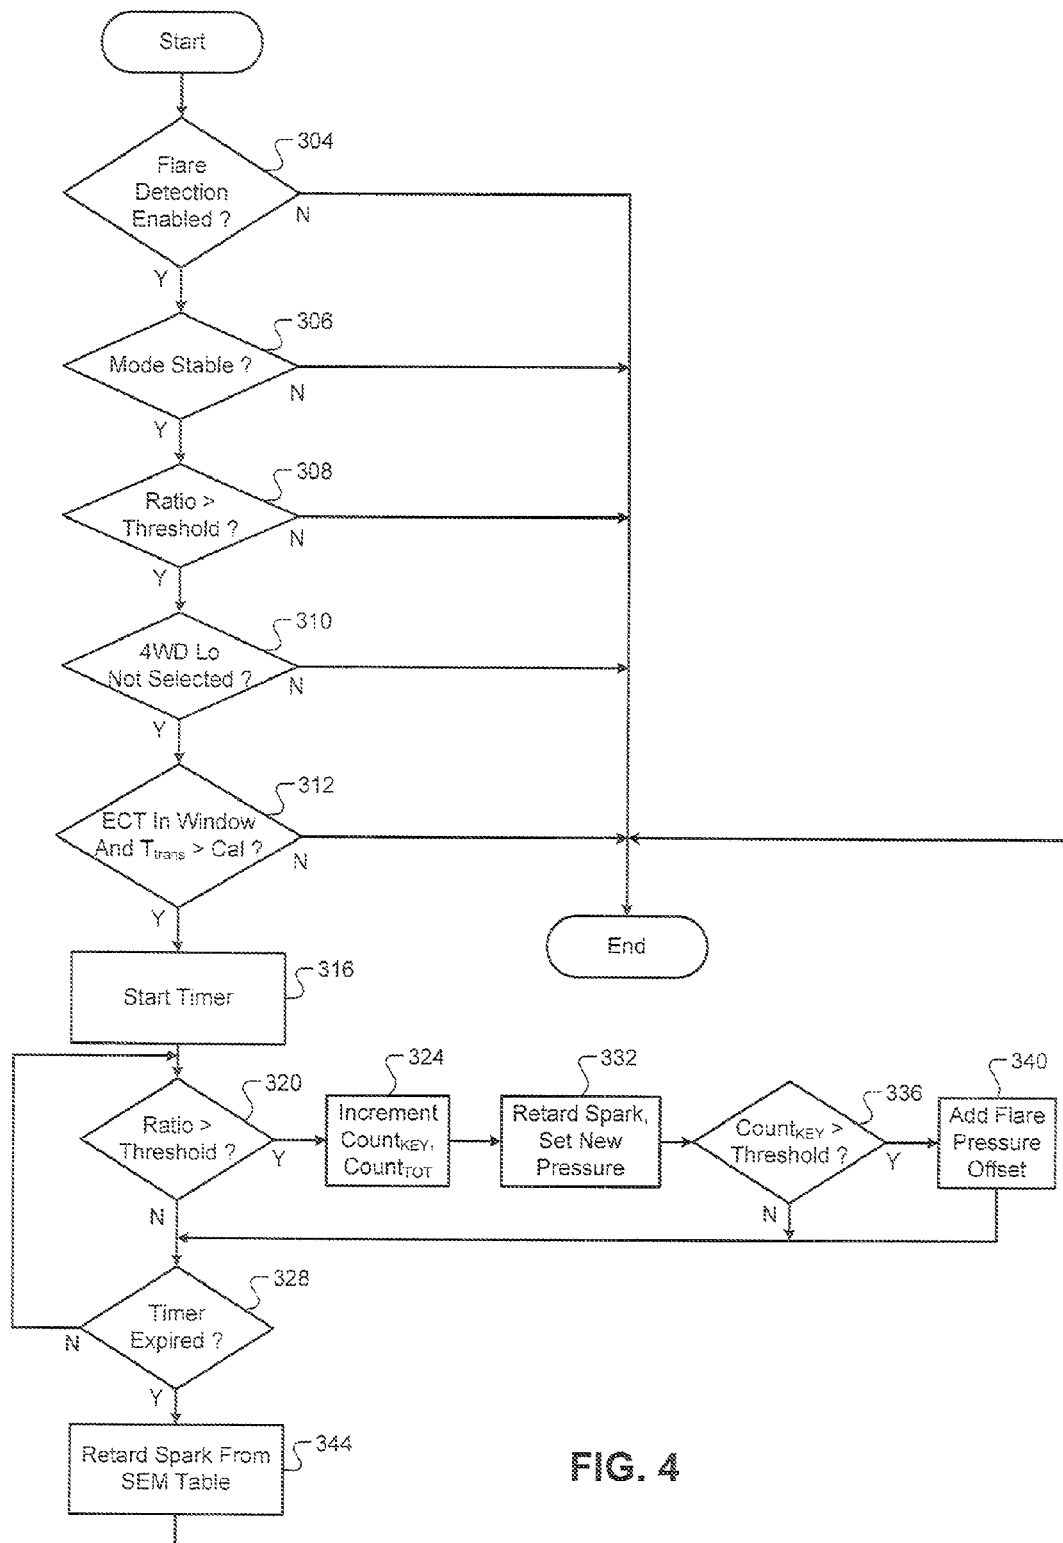 Start
304
Flare
Detection
Enabled ?
N
Y
306
Mode Stable ?
N
Y
308
Ratio >
Threshold ?
N
Y
310
4WD Lo
Not Selected ?
N
Y
312
ECT In Window
And Ttrans > Cal ?
N
Y
End
316
Start Timer
320
Ratio >
Threshold ?
Y
N
324
Increment
CountKEY,
CountTOT
332
Retard Spark,
Set New
Pressure
336
CountKEY >
Threshold ?
Y
N
340
Add Flare
Pressure
Offset
328
Timer
Expired ?
N
Y
344
Retard Spark From
SEM Table
FIG. 4